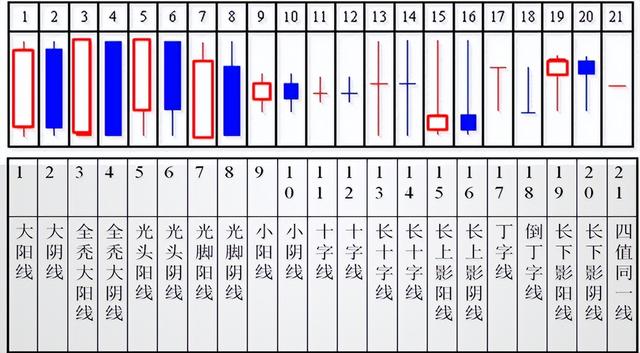 1 2 3 4 5 6 7 8 9 10 11 12 13 14 15 16 17 18 19 20 21
1 2 3 4 5 6 7 8 9 10 11 12 13 14 15 16 17 18 19 20 21
大阳线
大阴线
全秃大阳线
全秃大阴线
光头阳线
光头阴线
光脚阳线
光脚阴线
小阳线
小阴线
十字线
十字线
长十字线
长十字线
长上影阳线
长上影阴线
丁字线
倒丁字线
长下影阳线
长下影阴线
四值同一线